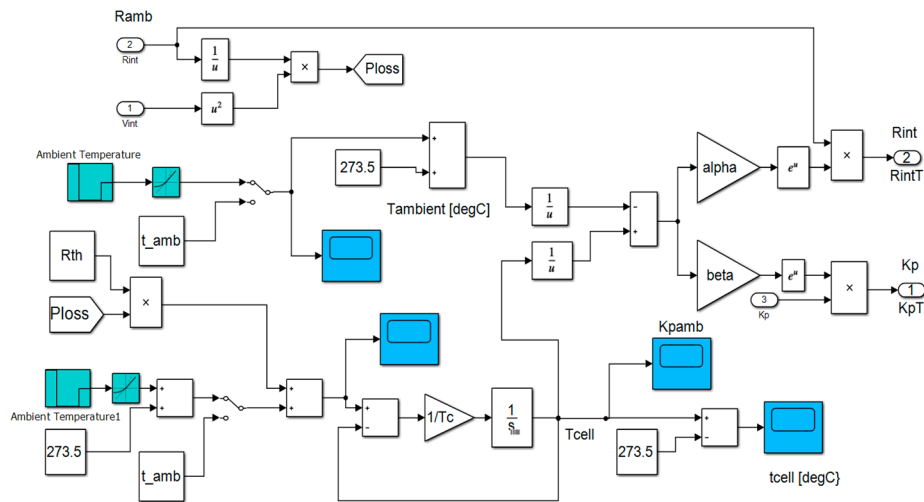 Ramb
2
Rint
1
u
×
Ploss
1
Vint
u²
Ambient Temperature
t_amb
273.5
Tambient [degC]
+
+
1
u
1
u
−
+
alpha
eᵘ
×
Rint
2
RintT
beta
eᵘ
3
Kp
×
Kp
1
KpT
Rth
Ploss
×
Ambient Temperature1
273.5
+
+
t_amb
+
+
+
−
1/Tc
1
s
Tcell
Kpamb
273.5
+
−
tcell [degC}